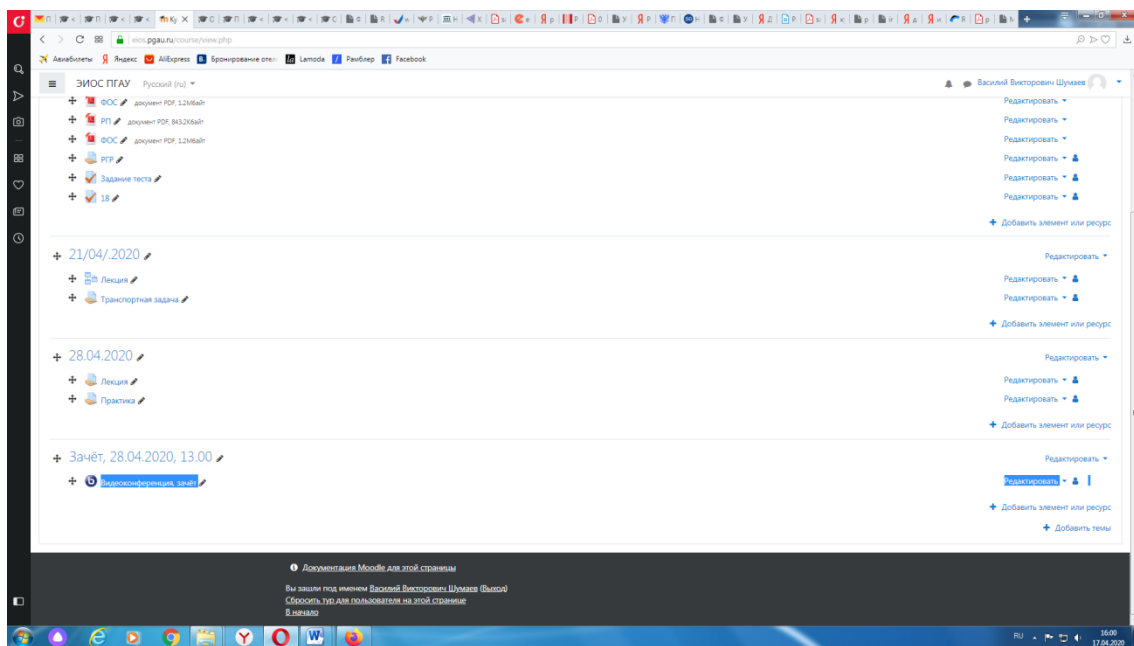 eios.pgau.ru/course/view.php
Авиабилеты Яндекс AliExpress Бронирование отел Lamoda Рамблер Facebook
ЭИОС ПГАУ Русский (ru) Василий Викторович Шумаев
ФОС документ PDF, 1.2Мбайт Редактировать
РП документ PDF, 843.2Кбайт Редактировать
ФОС документ PDF, 1.2Мбайт Редактировать
РГР Редактировать
Задание теста Редактировать
18 Редактировать
Добавить элемент или ресурс
21/04/.2020 Редактировать
Лекция Редактировать
Транспортная задача Редактировать
Добавить элемент или ресурс
28.04.2020 Редактировать
Лекция Редактировать
Практика Редактировать
Добавить элемент или ресурс
Зачёт, 28.04.2020, 13.00 Редактировать
Видеоконференция, зачёт Редактировать
Добавить элемент или ресурс
Добавить темы
Документация Moodle для этой страницы
Вы зашли под именем Василий Викторович Шумаев (Выход)
Сбросить тур для пользователя на этой странице
В начало
RU 16:00
17.04.2020